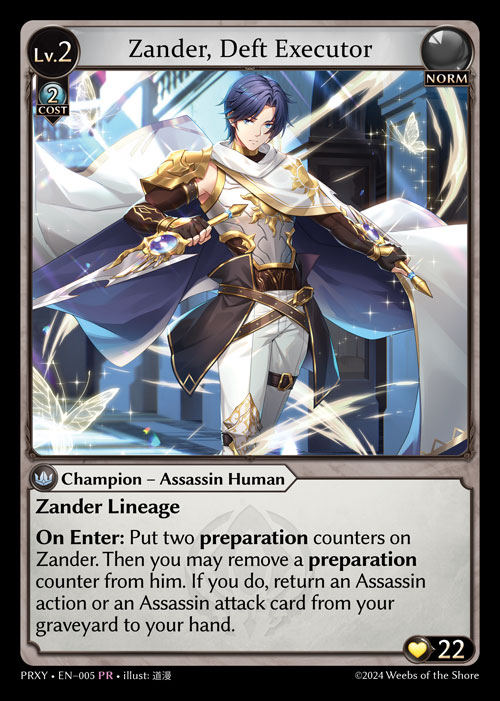 Lv.2
Zander, Deft Executor
NORM
2
COST
Champion – Assassin Human
Zander Lineage
On Enter: Put two preparation counters on
Zander. Then you may remove a preparation
counter from him. If you do, return an Assassin
action or an Assassin attack card from your
graveyard to your hand.
22
PRXY • EN-005 PR • illust: 道漫
©2024 Weebs of the Shore